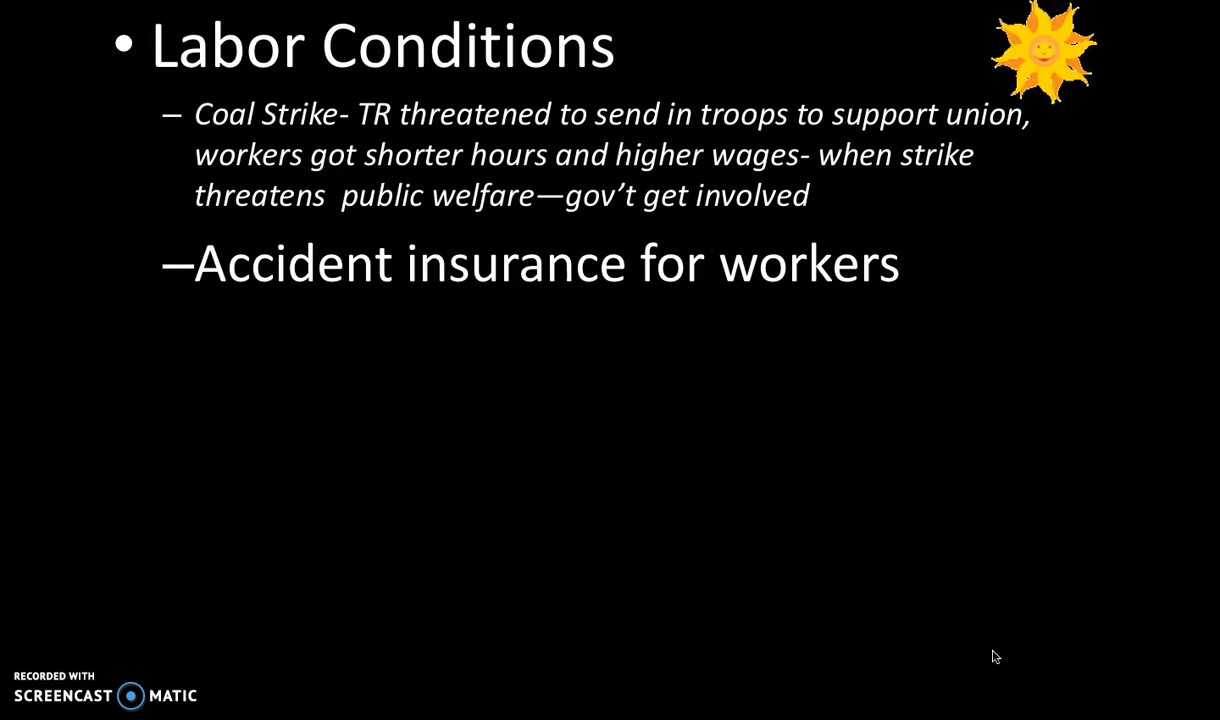 • Labor Conditions
– Coal Strike- TR threatened to send in troops to support union,
workers got shorter hours and higher wages- when strike
threatens  public welfare—gov’t get involved
–Accident insurance for workers
RECORDED WITH
SCREENCAST MATIC